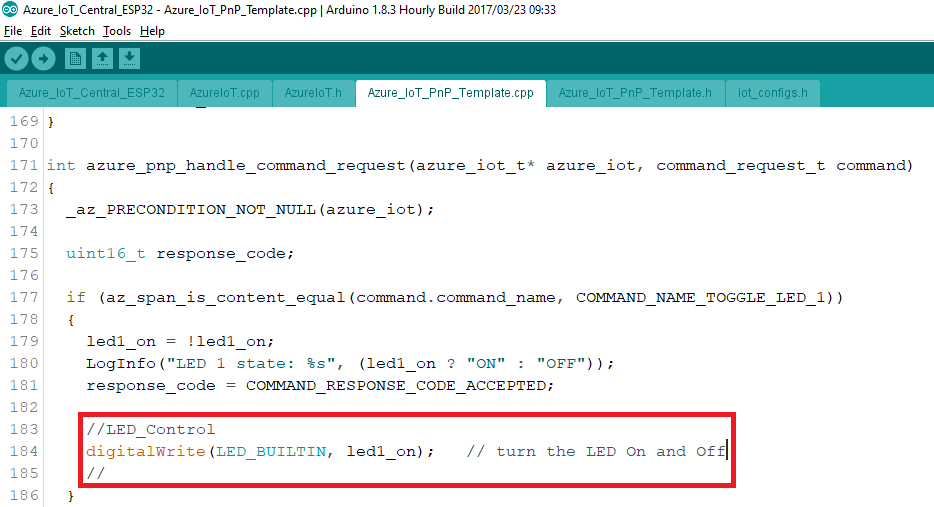 Azure_IoT_Central_ESP32 - Azure_IoT_PnP_Template.cpp | Arduino 1.8.3 Hourly Build 2017/03/23 09:33
File Edit Sketch Tools Help
Azure_IoT_Central_ESP32 AzureIoT.cpp AzureIoT.h Azure_IoT_PnP_Template.cpp Azure_IoT_PnP_Template.h iot_configs.h
169 }
170
171 int azure_pnp_handle_command_request(azure_iot_t* azure_iot, command_request_t command)
172 {
173   _az_PRECONDITION_NOT_NULL(azure_iot);
174
175   uint16_t response_code;
176
177   if (az_span_is_content_equal(command.command_name, COMMAND_NAME_TOGGLE_LED_1))
178   {
179     led1_on = !led1_on;
180     LogInfo("LED 1 state: %s", (led1_on ? "ON" : "OFF"));
181     response_code = COMMAND_RESPONSE_CODE_ACCEPTED;
182
183     //LED_Control
184     digitalWrite(LED_BUILTIN, led1_on);   // turn the LED On and Off
185     //
186   }